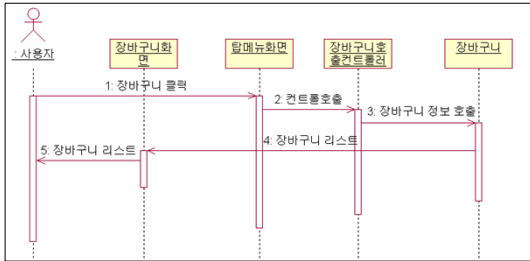 : 사용자
장바구니화
면
탑메뉴화면
장바구니호
출컨트롤러
장바구니
1: 장바구니 클릭
2: 컨트롤호출
3: 장바구니 정보 호출
4: 장바구니 리스트
5: 장바구니 리스트